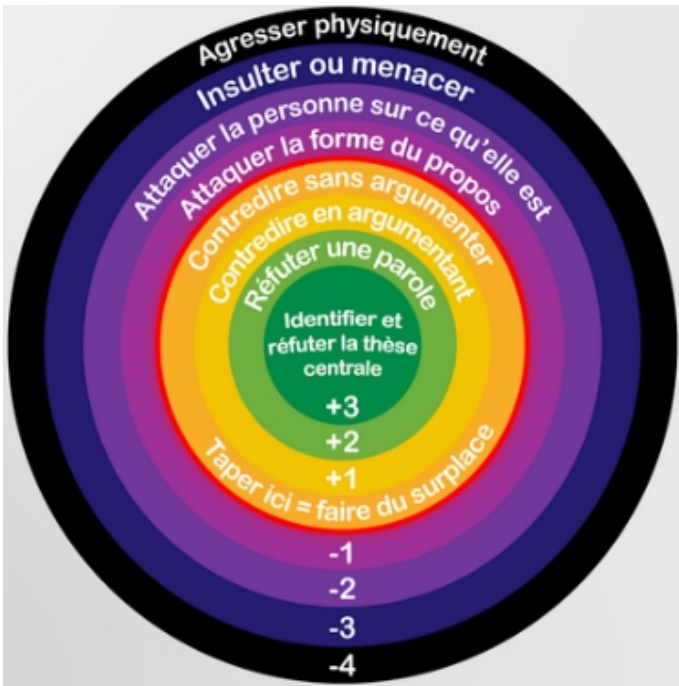 Agresser physiquement
Insulter ou menacer
Attaquer la personne sur ce qu'elle est
Attaquer la forme du propos
Contredire sans argumenter
Contredire en argumentant
Réfuter une parole
Identifier et
réfuter la thèse
centrale
+3
+2
+1
Taper ici = faire du surplace
-1
-2
-3
-4